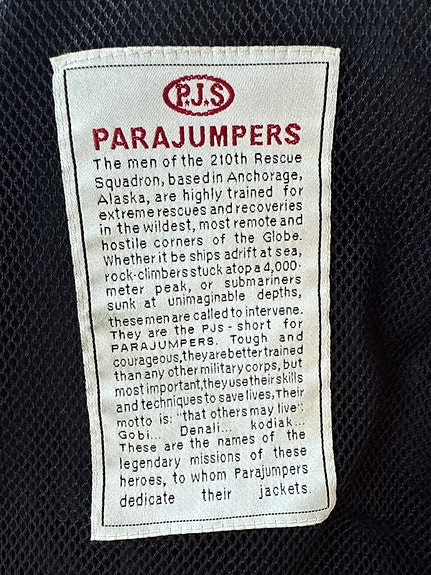 P.J.S
PARAJUMPERS
The men of the 210th Rescue
Squadron, based in Anchorage,
Alaska, are highly trained for
extreme rescues and recoveries
in the wildest, most remote and
hostile corners of the Globe.
Whether it be ships adrift at sea,
rock-climbers stuck atop a 4,000-
meter peak, or submariners
sunk at unimaginable depths,
these men are called to intervene.
They are the PJS - short for
PARAJUMPERS. Tough and
courageous, they are better trained
than any other military corps, but
most important, they use their skills
and techniques to save lives, Their
motto is: "that others may live":
Gobi... Denali... kodiak...
These are the names of the
legendary missions of these
heroes, to whom Parajumpers
dedicate their jackets.